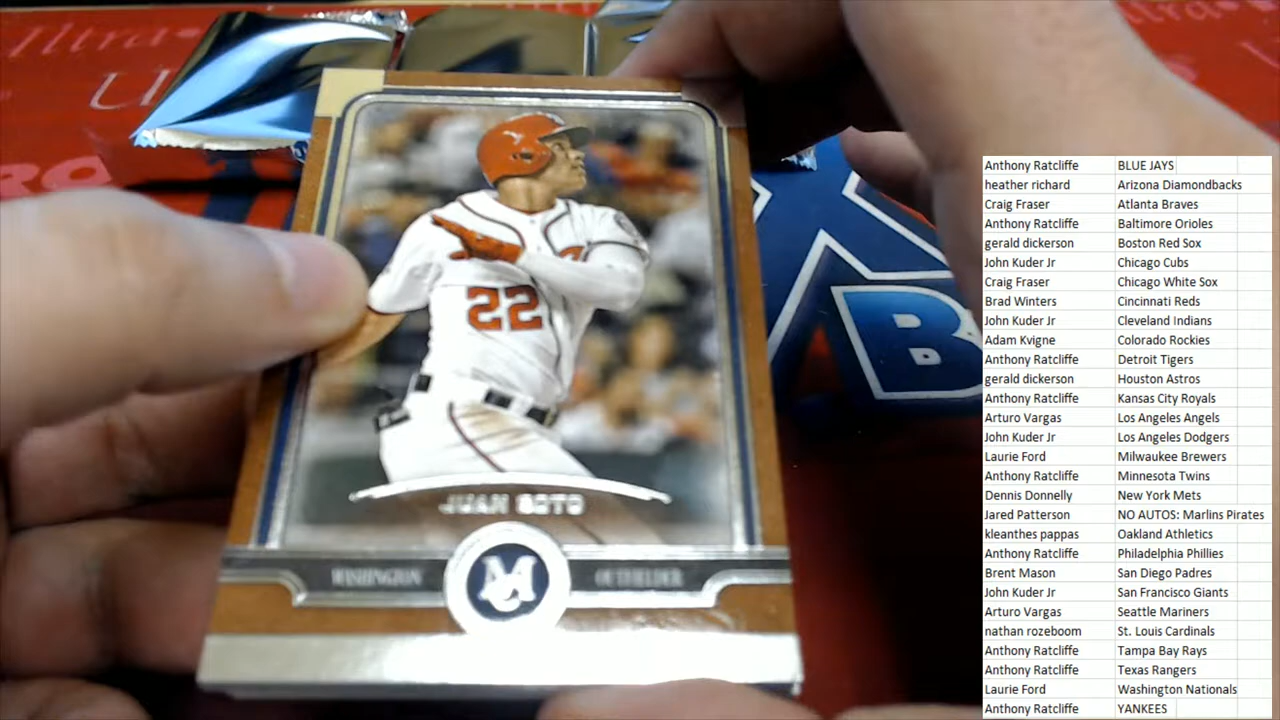 Ultra
U
ra
22
JUAN SOTO
WASHINGTON OUTFIELDER
MC
B
Anthony Ratcliffe BLUE JAYS
heather richard Arizona Diamondbacks
Craig Fraser Atlanta Braves
Anthony Ratcliffe Baltimore Orioles
gerald dickerson Boston Red Sox
John Kuder Jr Chicago Cubs
Craig Fraser Chicago White Sox
Brad Winters Cincinnati Reds
John Kuder Jr Cleveland Indians
Adam Kvigne Colorado Rockies
Anthony Ratcliffe Detroit Tigers
gerald dickerson Houston Astros
Anthony Ratcliffe Kansas City Royals
Arturo Vargas Los Angeles Angels
John Kuder Jr Los Angeles Dodgers
Laurie Ford Milwaukee Brewers
Anthony Ratcliffe Minnesota Twins
Dennis Donnelly New York Mets
Jared Patterson NO AUTOS: Marlins Pirates
kleanthes pappas Oakland Athletics
Anthony Ratcliffe Philadelphia Phillies
Brent Mason San Diego Padres
John Kuder Jr San Francisco Giants
Arturo Vargas Seattle Mariners
nathan rozeboom St. Louis Cardinals
Anthony Ratcliffe Tampa Bay Rays
Anthony Ratcliffe Texas Rangers
Laurie Ford Washington Nationals
Anthony Ratcliffe YANKEES